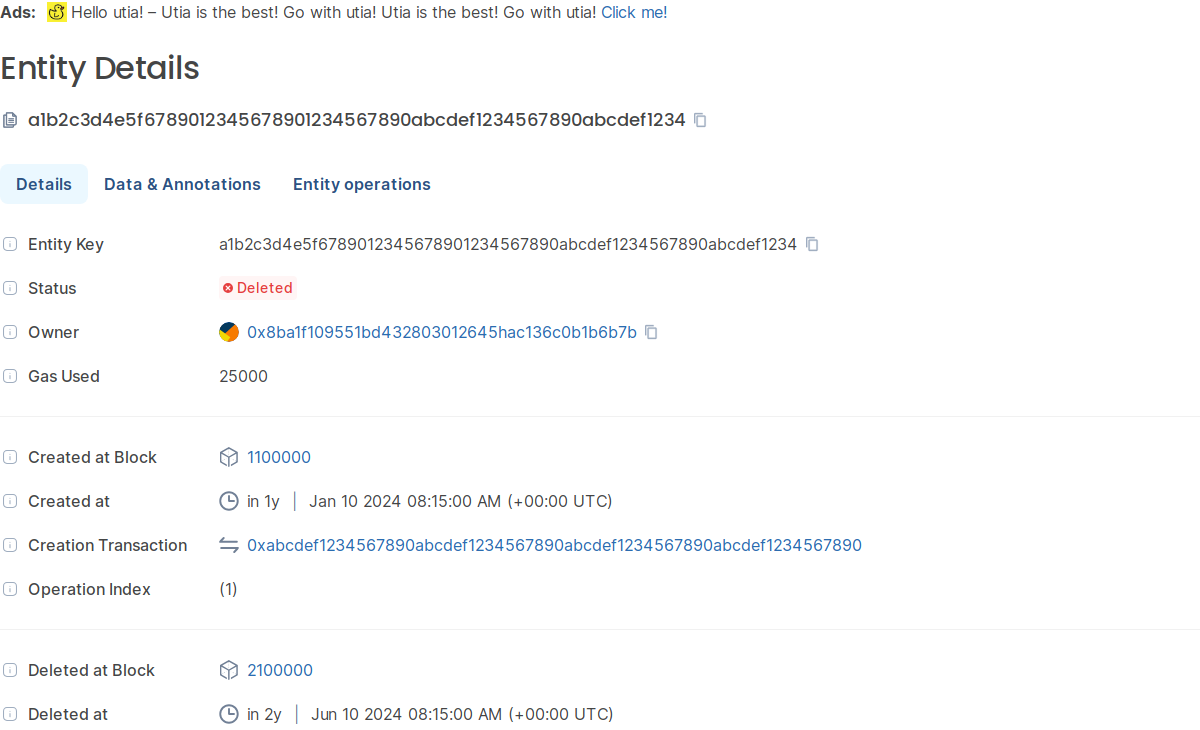 Ads: Hello utia! – Utia is the best! Go with utia! Utia is the best! Go with utia! Click me!
Entity Details
a1b2c3d4e5f6789012345678901234567890abcdef1234567890abcdef1234
Details Data & Annotations Entity operations
Entity Key a1b2c3d4e5f6789012345678901234567890abcdef1234567890abcdef1234
Status Deleted
Owner 0x8ba1f109551bd432803012645hac136c0b1b6b7b
Gas Used 25000
Created at Block 1100000
Created at in 1y | Jan 10 2024 08:15:00 AM (+00:00 UTC)
Creation Transaction 0xabcdef1234567890abcdef1234567890abcdef1234567890abcdef1234567890
Operation Index (1)
Deleted at Block 2100000
Deleted at in 2y | Jun 10 2024 08:15:00 AM (+00:00 UTC)